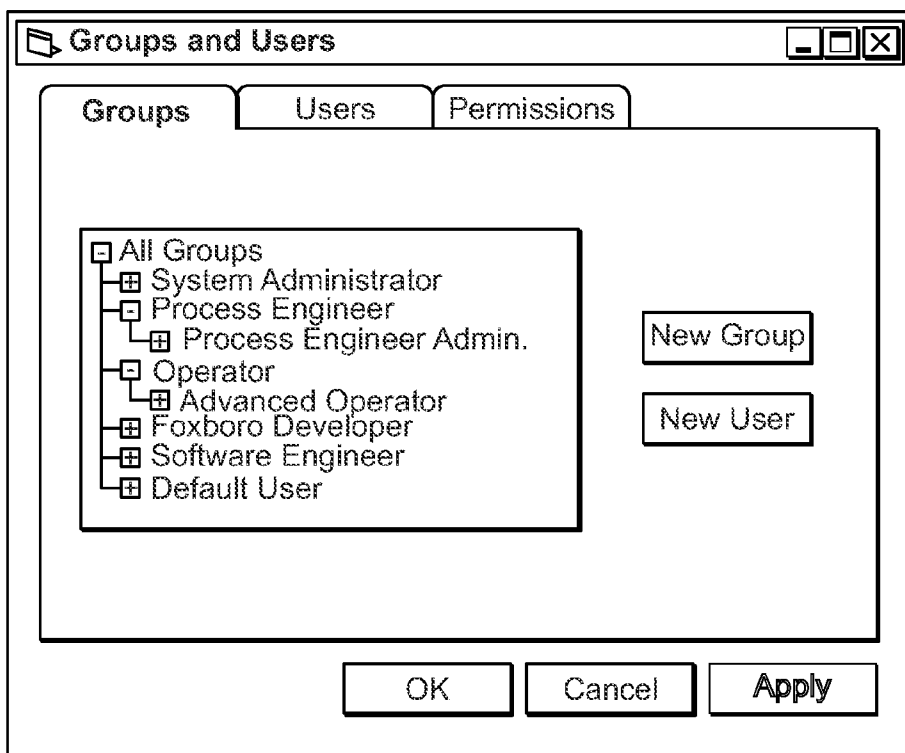 Groups and Users
Groups Users Permissions
All Groups
System Administrator
Process Engineer
Process Engineer Admin.
Operator
Advanced Operator
Foxboro Developer
Software Engineer
Default User
New Group
New User
OK Cancel Apply